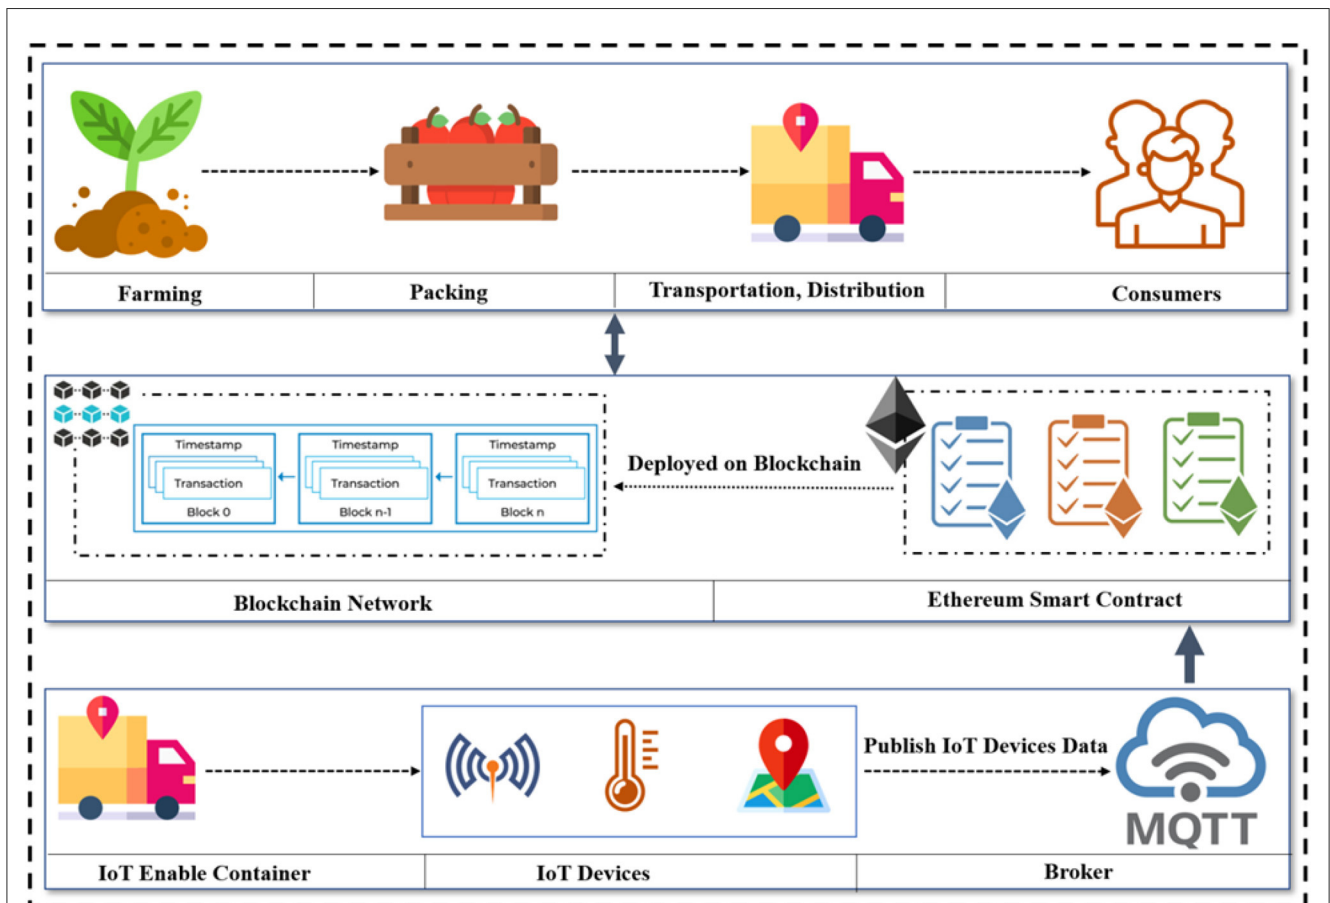 Farming
Packing
Transportation, Distribution
Consumers
Timestamp
Timestamp
Timestamp
Transaction
Transaction
Transaction
Block 0
Block n-1
Block n
Deployed on Blockchain
Blockchain Network
Ethereum Smart Contract
Publish IoT Devices Data
MQTT
IoT Enable Container
IoT Devices
Broker